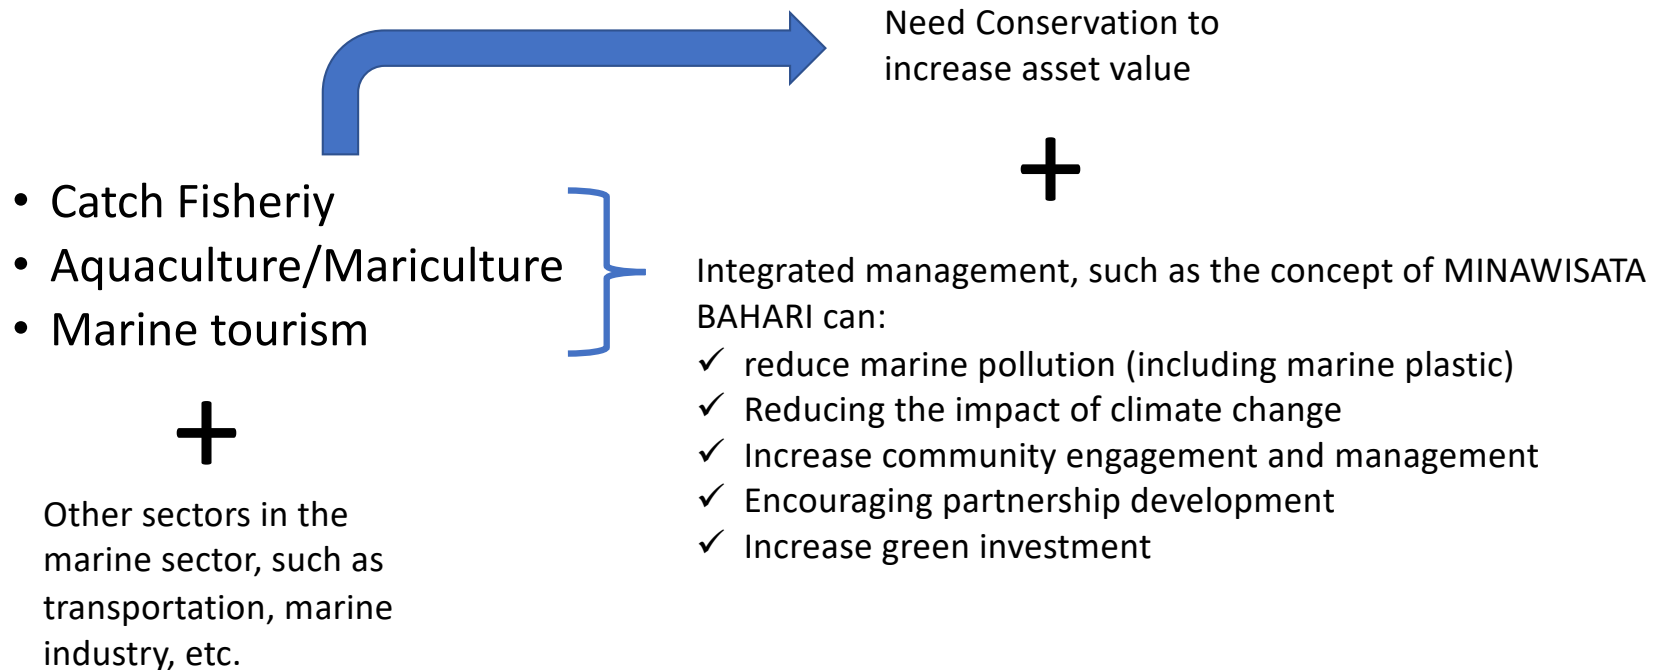 Need Conservation to
increase asset value
+
• Catch Fisheriy
• Aquaculture/Mariculture
• Marine tourism
+
Other sectors in the
marine sector, such as
transportation, marine
industry, etc.
Integrated management, such as the concept of MINAWISATA
BAHARI can:
✓ reduce marine pollution (including marine plastic)
✓ Reducing the impact of climate change
✓ Increase community engagement and management
✓ Encouraging partnership development
✓ Increase green investment